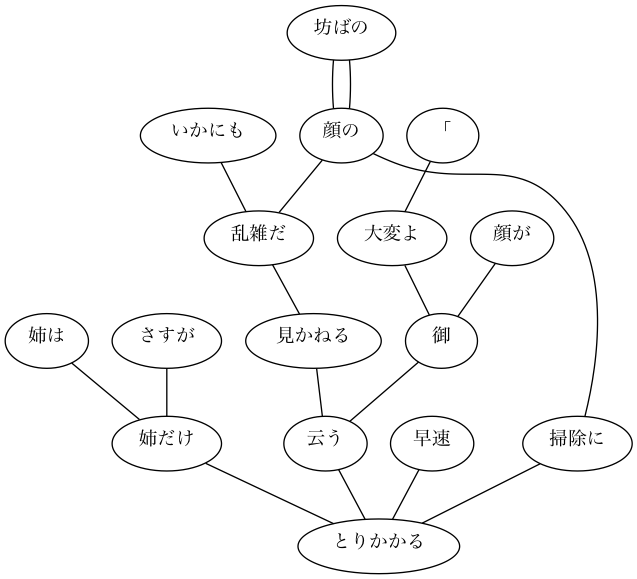 坊ばの
いかにも
顔の
「
乱雑だ
大変よ
顔が
姉は
さすが
見かねる
御
姉だけ
云う
早速
掃除に
とりかかる